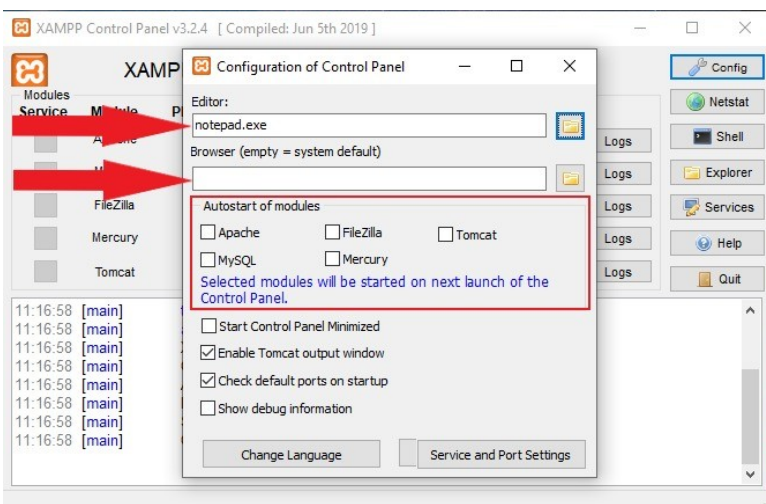 XAMPP Control Panel v3.2.4 [ Compiled: Jun 5th 2019 ]
XAMP
Modules
Service
Module
FileZilla
Mercury
Tomcat
Configuration of Control Panel
Editor:
notepad.exe
Browser (empty = system default)
Autostart of modules
Apache FileZilla Tomcat
MySQL Mercury
Selected modules will be started on next launch of the
Control Panel.
Start Control Panel Minimized
Enable Tomcat output window
Check default ports on startup
Show debug information
Change Language Service and Port Settings
Logs
Logs
Logs
Logs
Logs
Config
Netstat
Shell
Explorer
Services
Help
Quit
11:16:58 [main]
11:16:58 [main]
11:16:58 [main]
11:16:58 [main]
11:16:58 [main]
11:16:58 [main]
11:16:58 [main]
11:16:58 [main]